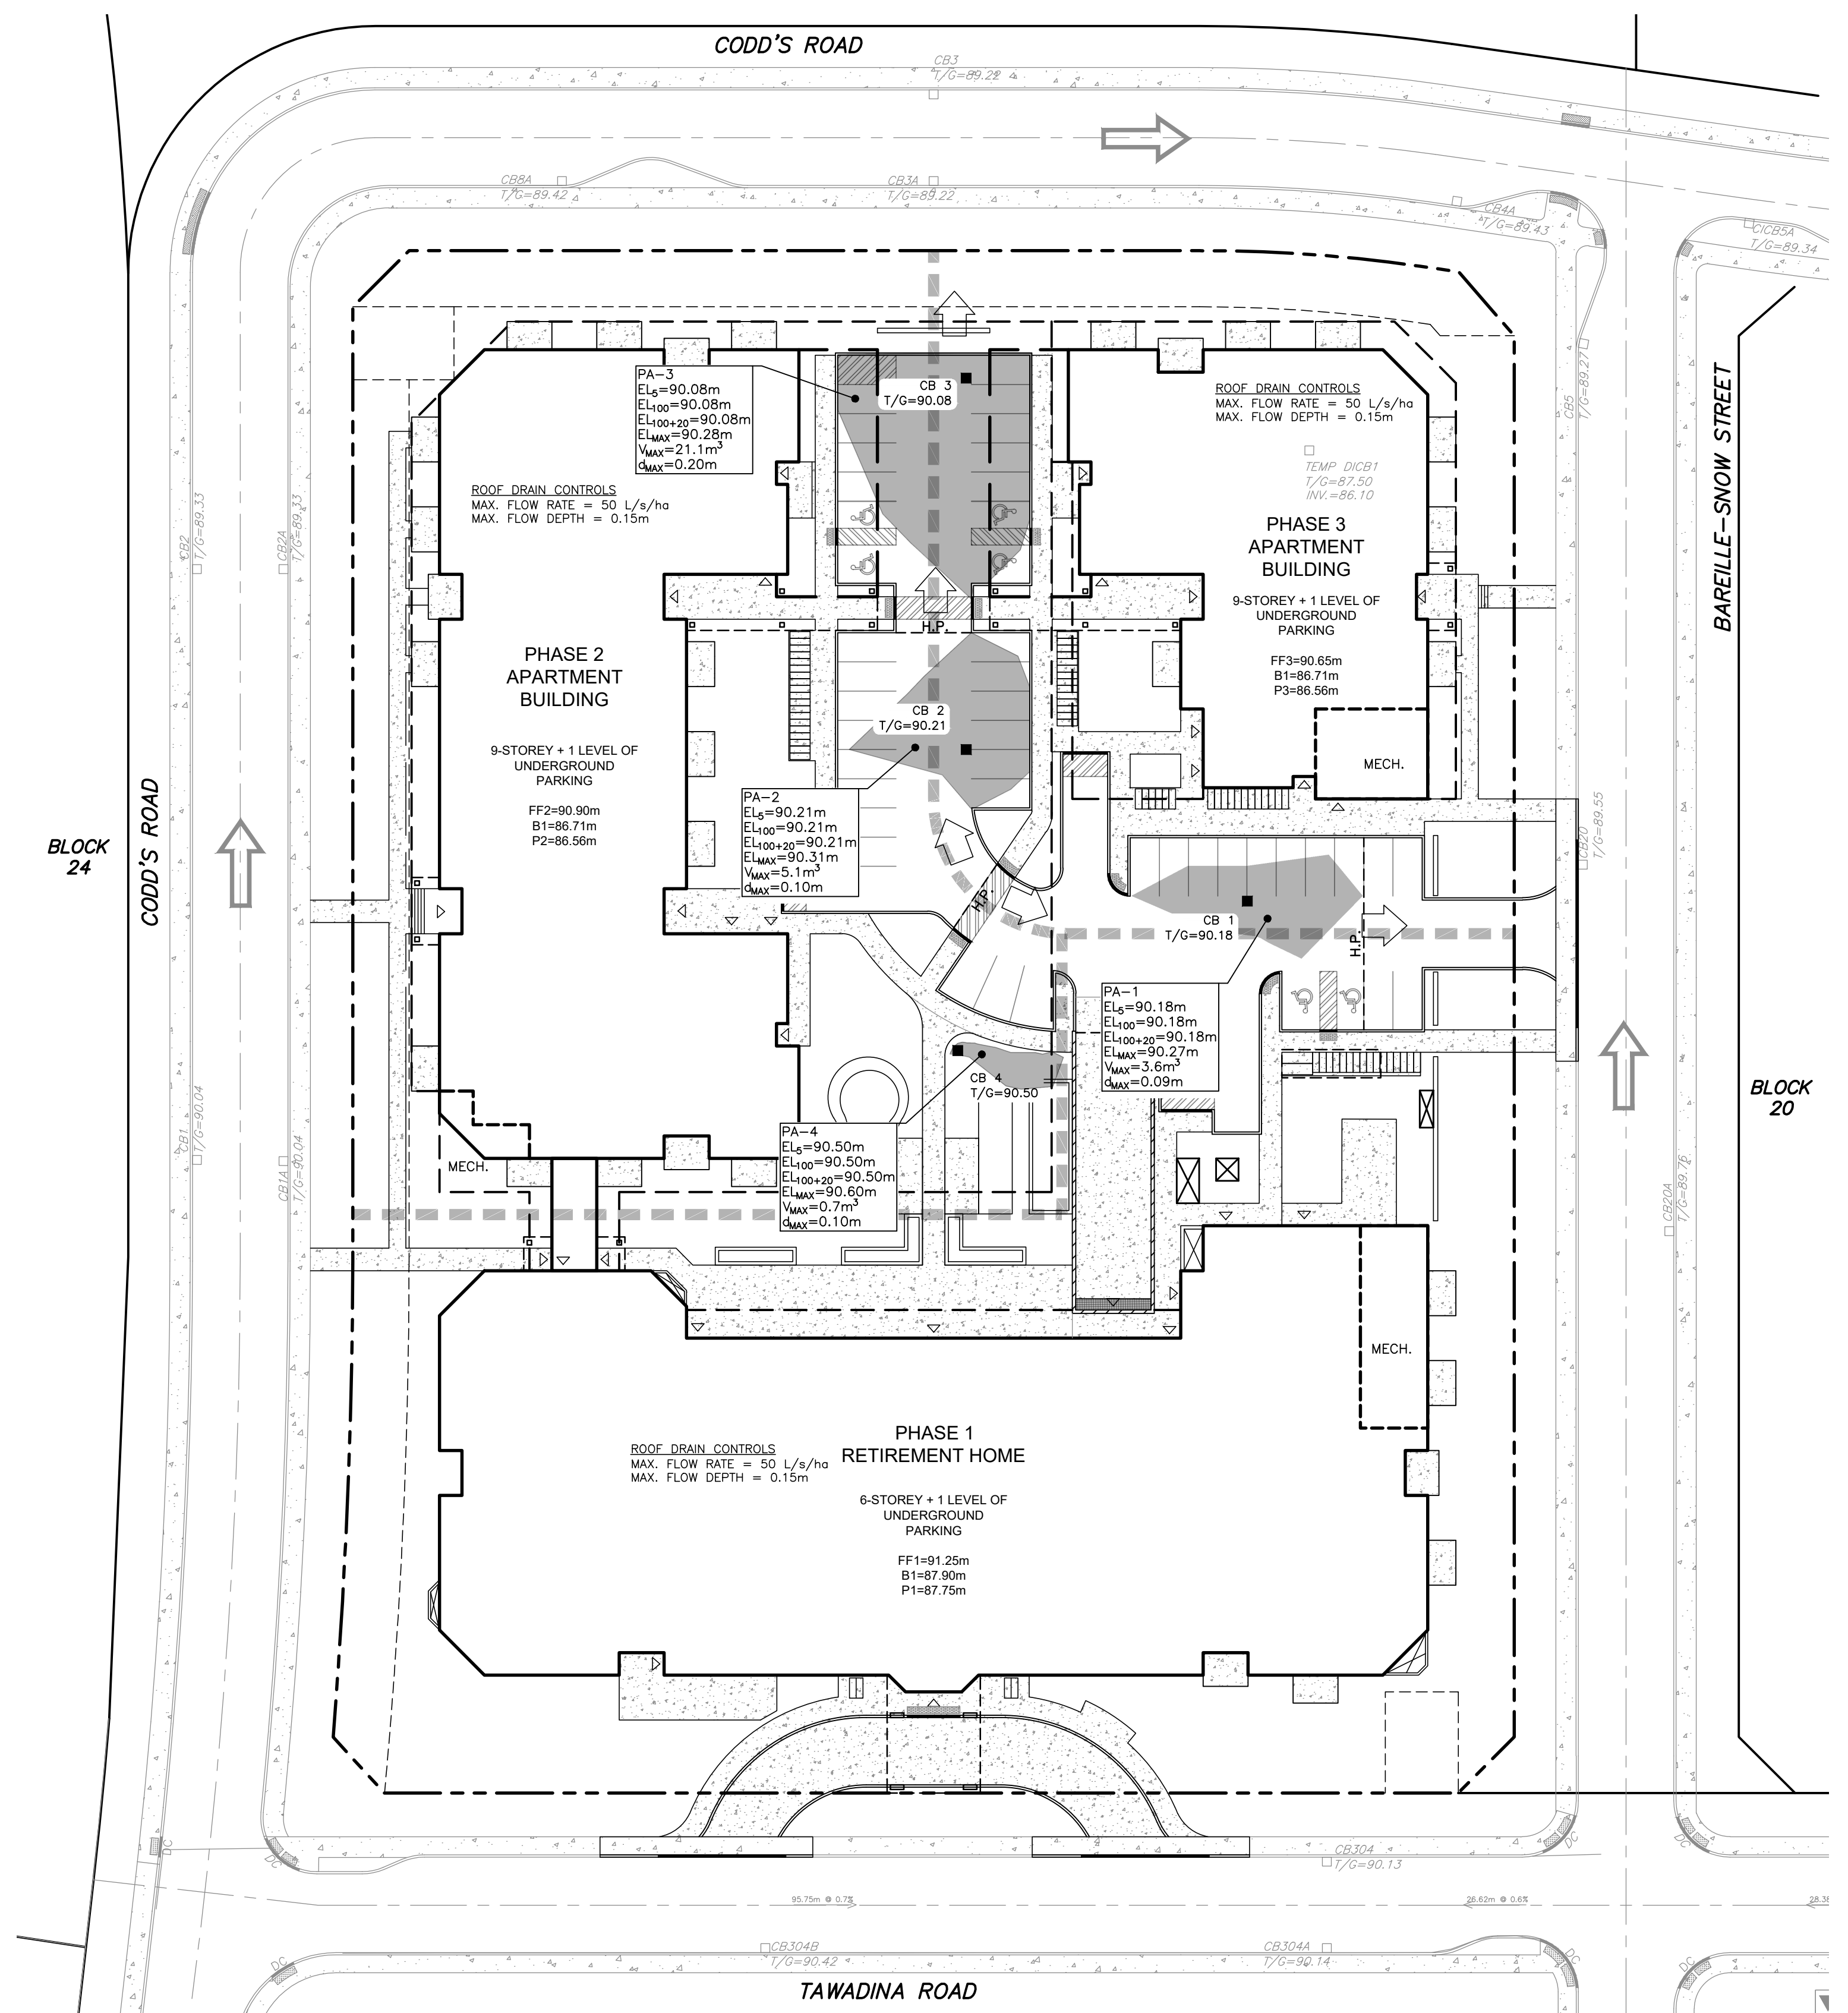 CODD'S ROAD
CB3
T/G=89.22
CB8A
T/G=89.42
CB3A
T/G=89.22
CB4A
T/G=89.43
CICB5A
T/G=89.34
PA-3
EL5=90.08m
EL100=90.08m
EL100+20=90.08m
ELMAX=90.28m
VMAX=21.1m³
dMAX=0.20m
CB 3
T/G=90.08
ROOF DRAIN CONTROLS
MAX. FLOW RATE = 50 L/s/ha
MAX. FLOW DEPTH = 0.15m
CB5
T/G=89.27
BAREILLE-SNOW STREET
TEMP DICB1
T/G=87.50
INV.=86.10
ROOF DRAIN CONTROLS
MAX. FLOW RATE = 50 L/s/ha
MAX. FLOW DEPTH = 0.15m
CB2
T/G=89.33
CB2A
T/G=89.33
PHASE 3
APARTMENT
BUILDING
9-STOREY + 1 LEVEL OF
UNDERGROUND
PARKING
FF3=90.65m
B1=86.71m
P3=86.56m
MECH.
H.P.
PHASE 2
APARTMENT
BUILDING
9-STOREY + 1 LEVEL OF
UNDERGROUND
PARKING
FF2=90.90m
B1=86.71m
P2=86.56m
CB 2
T/G=90.21
PA-2
EL5=90.21m
EL100=90.21m
EL100+20=90.21m
ELMAX=90.31m
VMAX=5.1m³
dMAX=0.10m
BLOCK
24
CODD'S ROAD
CB20
T/G=89.55
H.P.
CB 1
T/G=90.18
H.P.
PA-1
EL5=90.18m
EL100=90.18m
EL100+20=90.18m
ELMAX=90.27m
VMAX=3.6m³
dMAX=0.09m
CB 4
T/G=90.50
BLOCK
20
CB1
T/G=90.04
CB1A
T/G=90.04
PA-4
EL5=90.50m
EL100=90.50m
EL100+20=90.50m
ELMAX=90.60m
VMAX=0.7m³
dMAX=0.10m
MECH.
CB20A
T/G=89.76
MECH.
PHASE 1
RETIREMENT HOME
ROOF DRAIN CONTROLS
MAX. FLOW RATE = 50 L/s/ha
MAX. FLOW DEPTH = 0.15m
6-STOREY + 1 LEVEL OF
UNDERGROUND
PARKING
FF1=91.25m
B1=87.90m
P1=87.75m
DC
DC
DC
DC
CB304
T/G=90.13
95.75m @ 0.7%
26.62m @ 0.6%
28.38
CB304B
T/G=90.42
CB304A
T/G=90.14
DC
DC
DC
TAWADINA ROAD